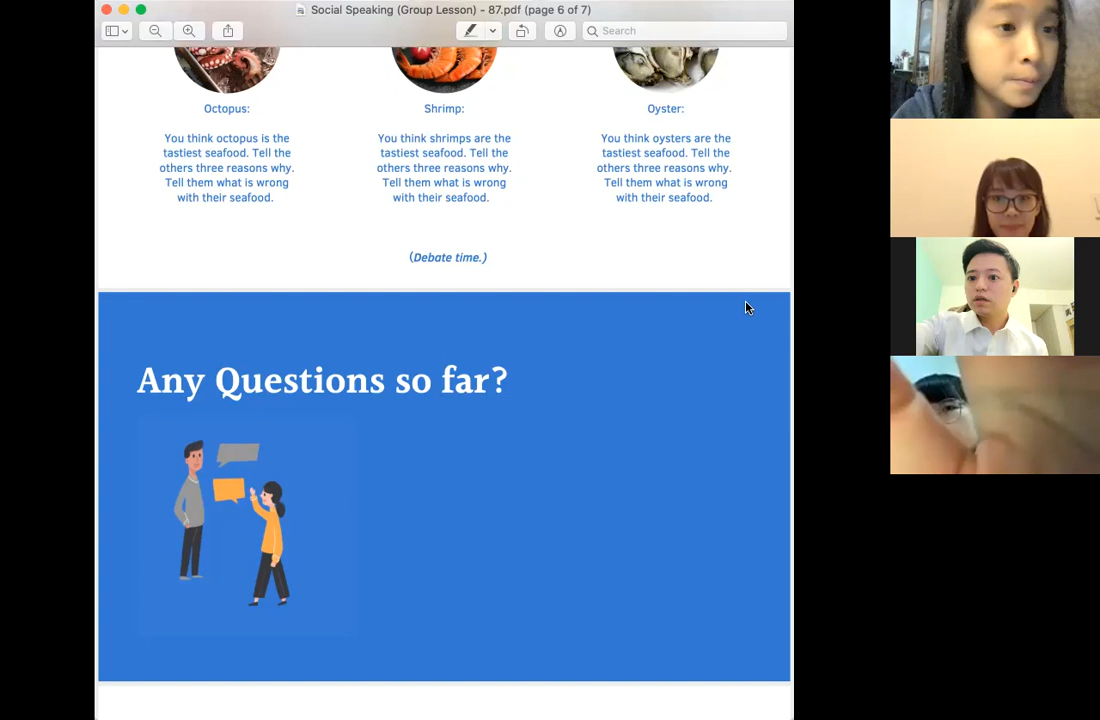 Social Speaking (Group Lesson) - 87.pdf (page 6 of 7)
Search
Octopus:
You think octopus is the
tastiest seafood. Tell the
others three reasons why.
Tell them what is wrong
with their seafood.
Shrimp:
You think shrimps are the
tastiest seafood. Tell the
others three reasons why.
Tell them what is wrong
with their seafood.
Oyster:
You think oysters are the
tastiest seafood. Tell the
others three reasons why.
Tell them what is wrong
with their seafood.
(Debate time.)
Any Questions so far?